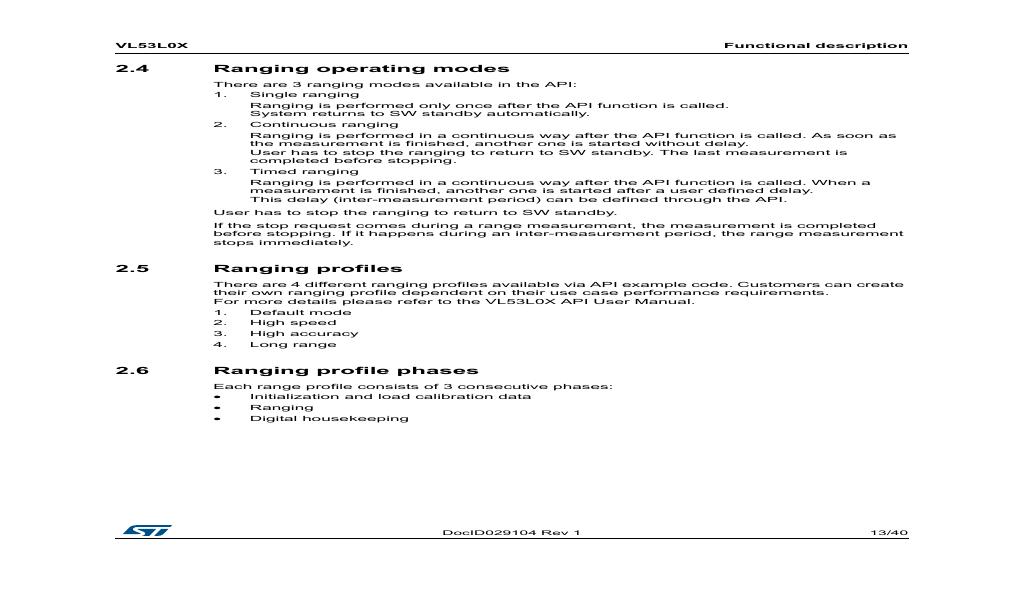 VL53L0X Functional description
2.4 Ranging operating modes
There are 3 ranging modes available in the API:
1. Single ranging
Ranging is performed only once after the API function is called.
System returns to SW standby automatically.
2. Continuous ranging
Ranging is performed in a continuous way after the API function is called. As soon as
the measurement is finished, another one is started without delay.
User has to stop the ranging to return to SW standby. The last measurement is
completed before stopping.
3. Timed ranging
Ranging is performed in a continuous way after the API function is called. When a
measurement is finished, another one is started after a user defined delay.
This delay (inter-measurement period) can be defined through the API.
User has to stop the ranging to return to SW standby.
If the stop request comes during a range measurement, the measurement is completed
before stopping. If it happens during an inter-measurement period, the range measurement
stops immediately.
2.5 Ranging profiles
There are 4 different ranging profiles available via API example code. Customers can create
their own ranging profile dependent on their use case performance requirements.
For more details please refer to the VL53L0X API User Manual.
1. Default mode
2. High speed
3. High accuracy
4. Long range
2.6 Ranging profile phases
Each range profile consists of 3 consecutive phases:
• Initialization and load calibration data
• Ranging
• Digital housekeeping
ST DocID029104 Rev 1 13/40